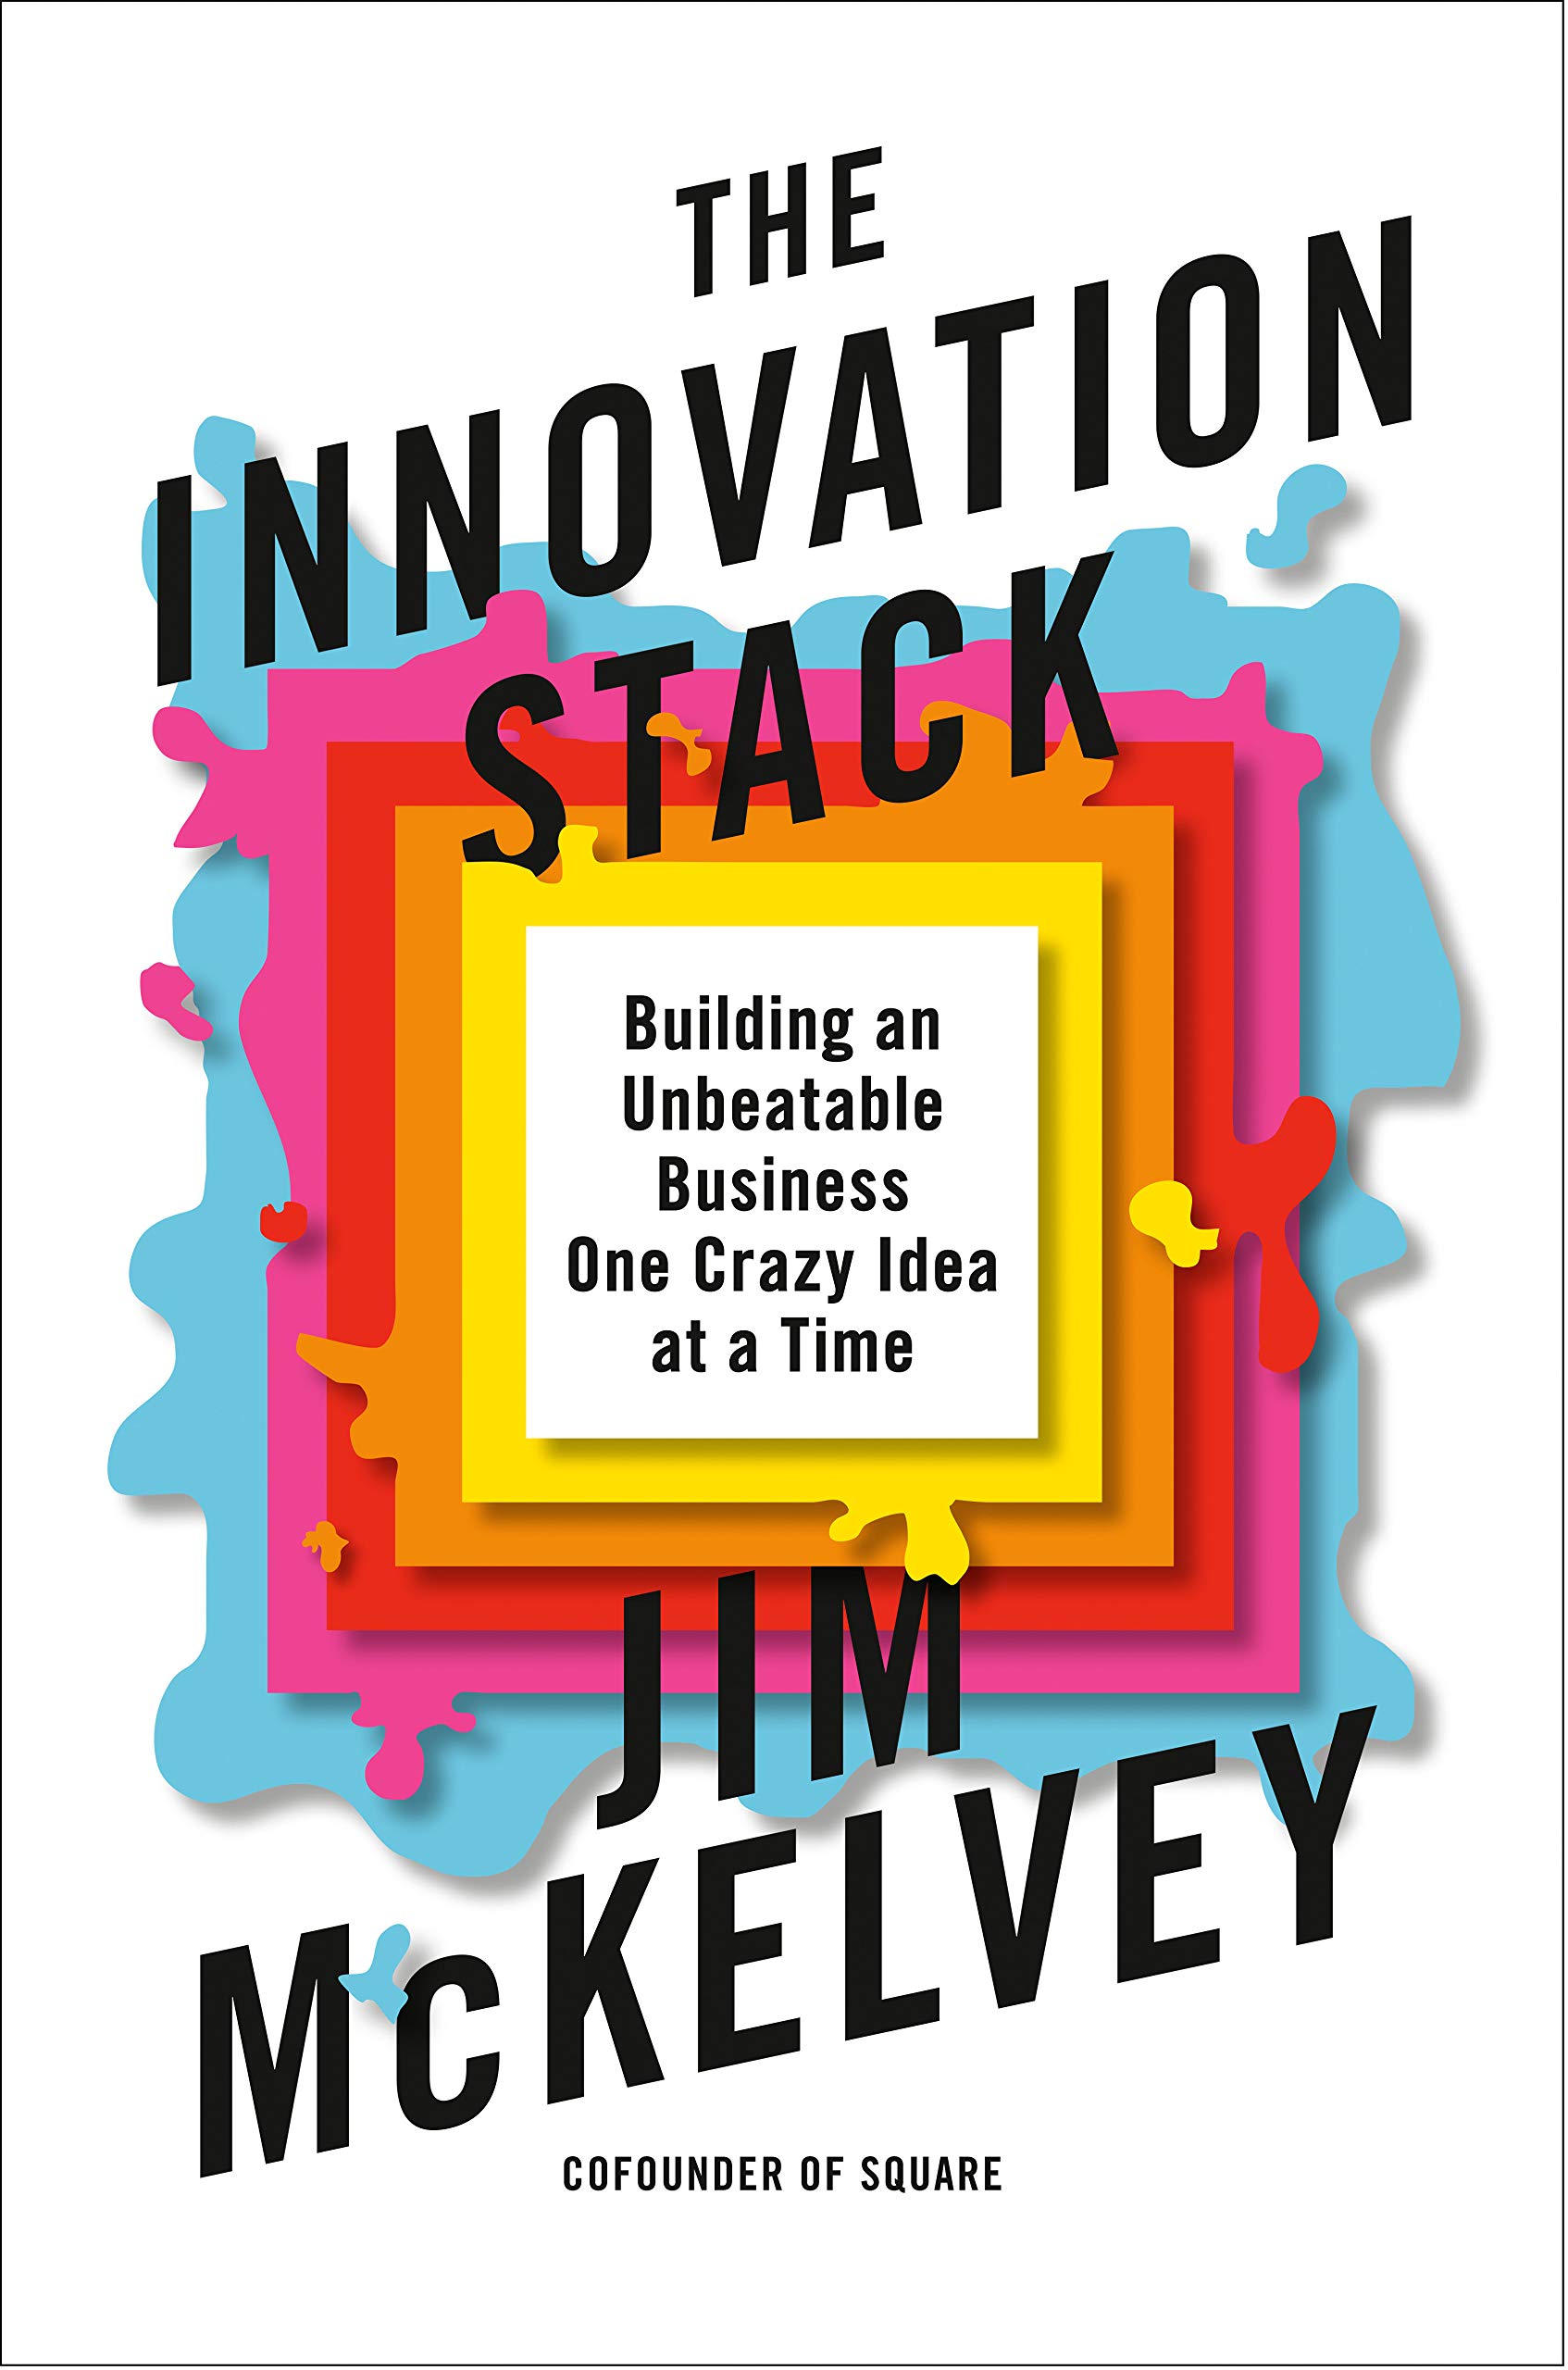 THE
INNOVATION
STACK
Building an
Unbeatable
Business
One Crazy Idea
at a Time
JIM
McKELVEY
COFOUNDER OF SQUARE